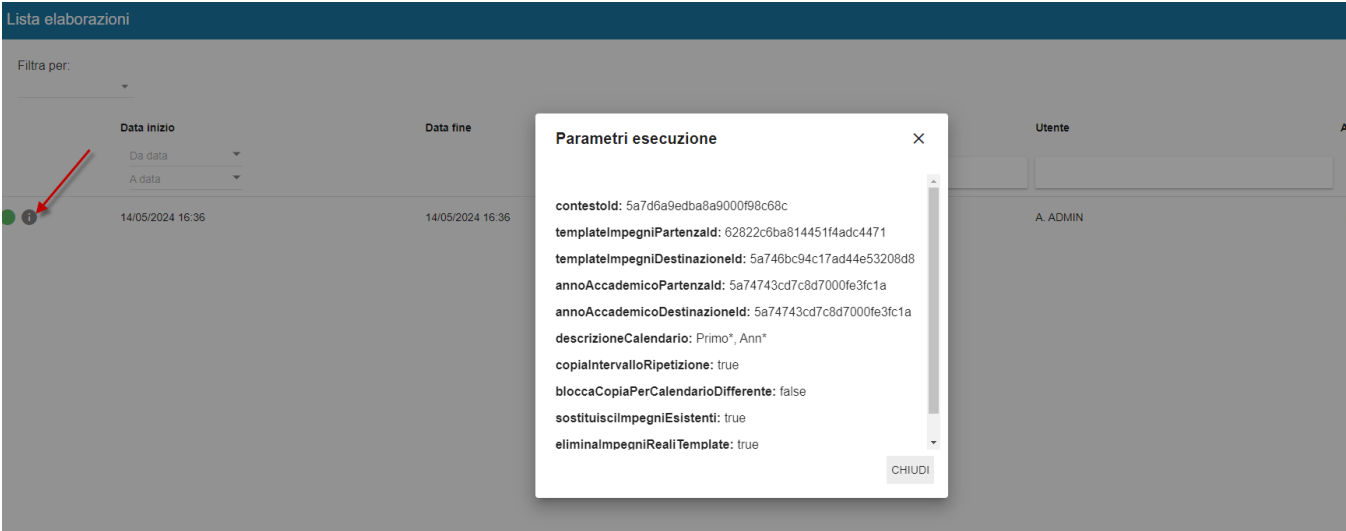 Lista elaborazioni
Filtra per:
Data inizio
Data fine
Utente
A
Da data
A data
14/05/2024 16:36
14/05/2024 16:36
A. ADMIN
Parametri esecuzione
contestoId: 5a7d6a9edba8a9000f98c68c
templateImpegniPartenzaId: 62822c6ba814451f4adc4471
templateImpegniDestinazioneId: 5a746bc94c17ad44e53208d8
annoAccademicoPartenzaId: 5a74743cd7c8d7000fe3fc1a
annoAccademicoDestinazioneId: 5a74743cd7c8d7000fe3fc1a
descrizioneCalendario: Primo*, Ann*
copiaIntervalloRipetizione: true
bloccaCopiaPerCalendarioDifferente: false
sostituisciImpegniEsistenti: true
eliminaImpegniRealiTemplate: true
CHIUDI